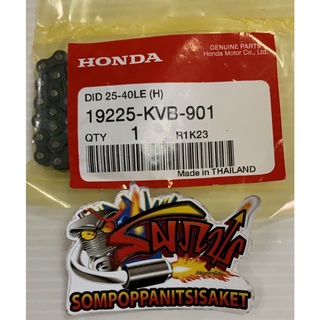 GENUINE PARTS
Honda Motor Co., Ltd.
HONDA
DID 25-40LE (H)
19225-KVB-901
QTY 1 R1K23
Made in THAILAND
SOMPOPPANITSISAKET